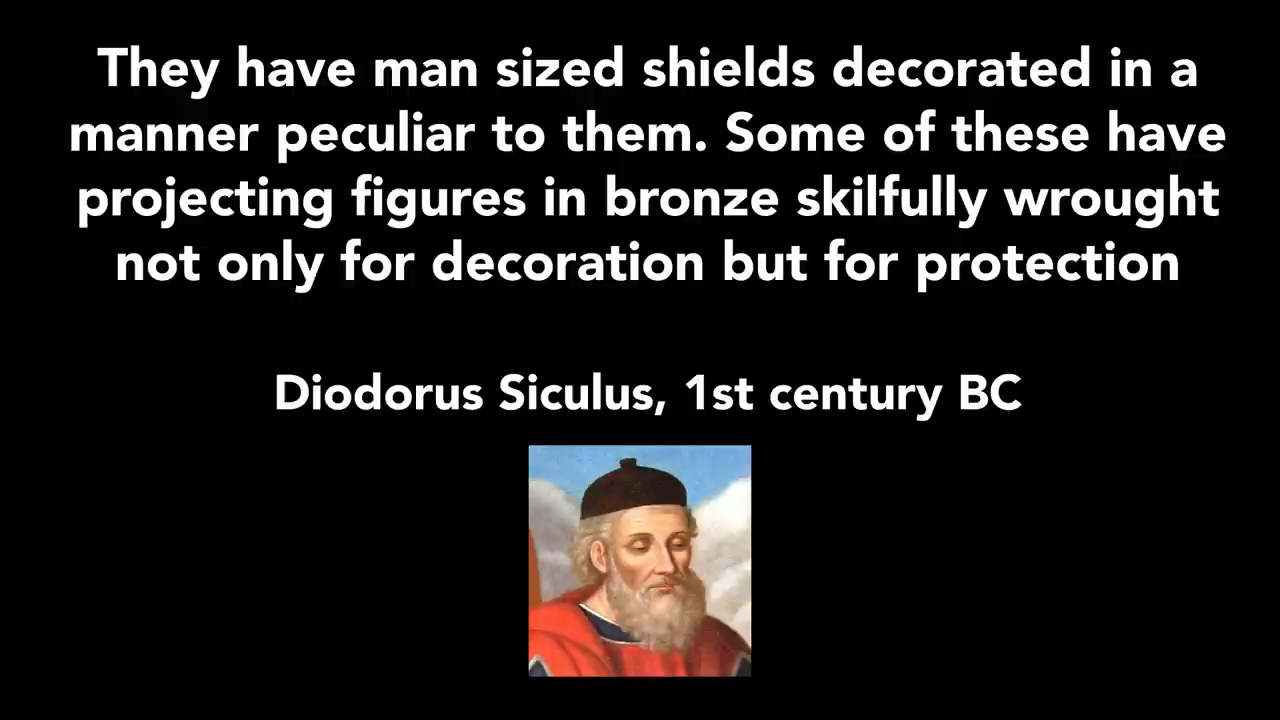 They have man sized shields decorated in a
manner peculiar to them. Some of these have
projecting figures in bronze skilfully wrought
not only for decoration but for protection
Diodorus Siculus, 1st century BC